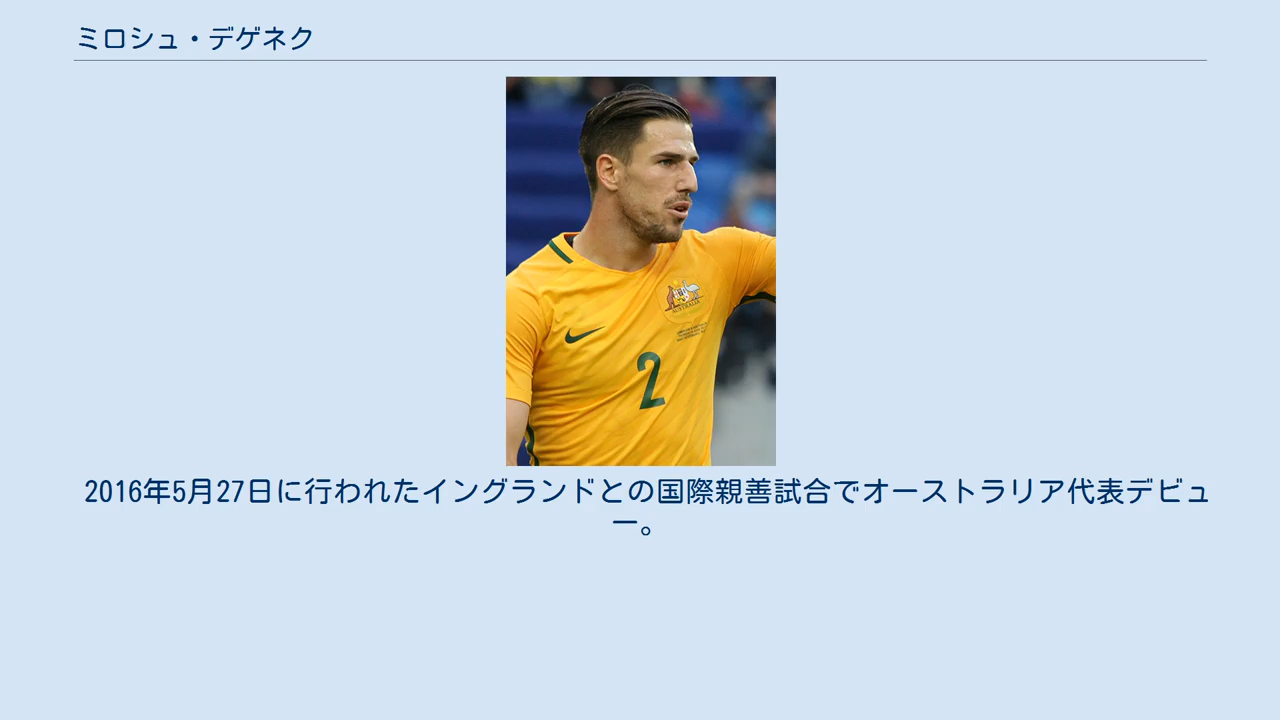 ミロシュ・デゲネク
AUSTRALIA
2
2016年5月27日に行われたイングランドとの国際親善試合でオーストラリア代表デビュ
ー。